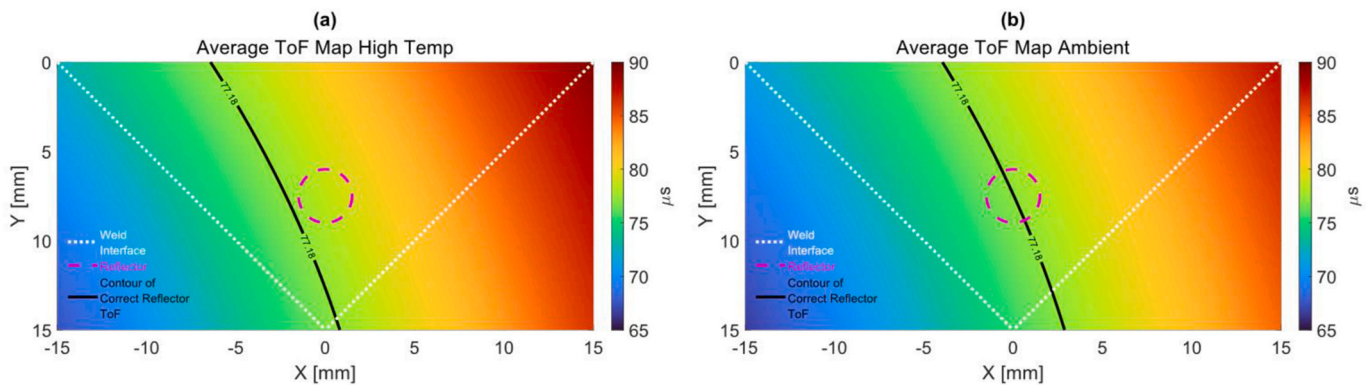 (a)
Average ToF Map High Temp
0
5
10
15
Y [mm]
-15
-10
-5
0
5
10
15
X [mm]
77.18
77.18
Weld
Interface
Reflector
Contour of
Correct Reflector
ToF
90
85
80
75
70
65
μs
(b)
Average ToF Map Ambient
0
5
10
15
Y [mm]
-15
-10
-5
0
5
10
15
X [mm]
77.18
77.18
Weld
Interface
Reflector
Contour of
Correct Reflector
ToF
90
85
80
75
70
65
μs